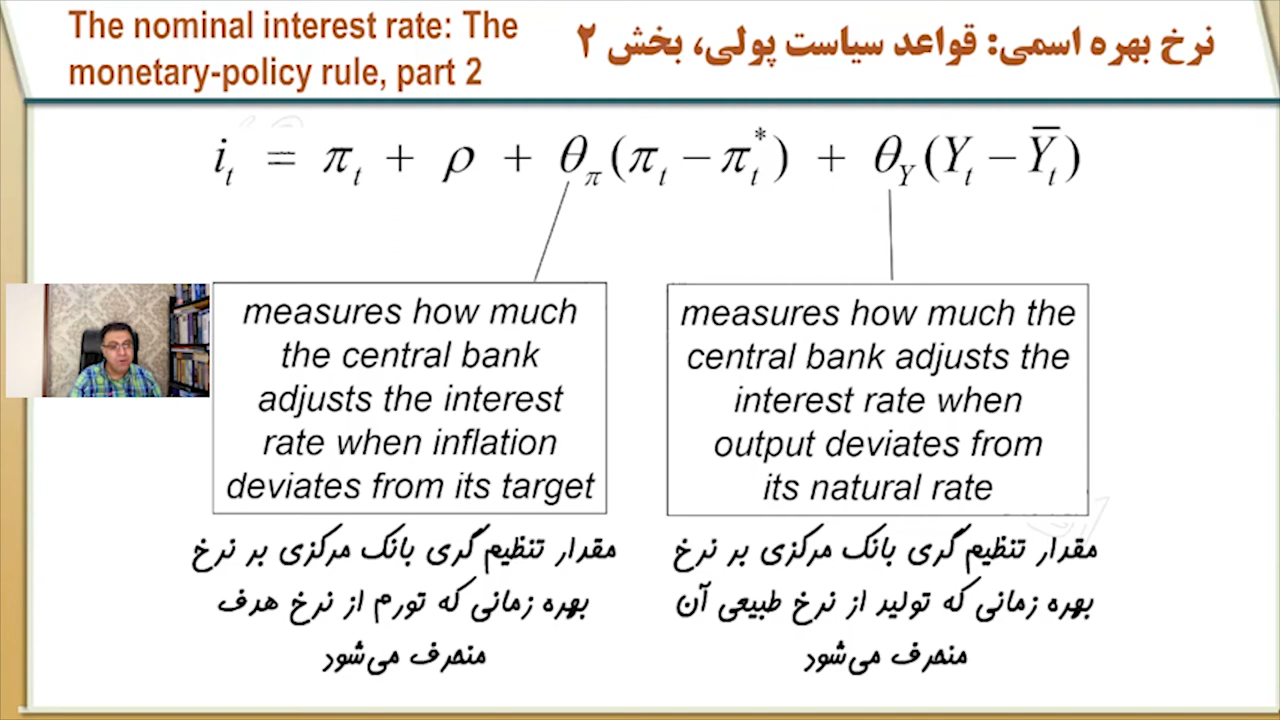 The nominal interest rate: The
monetary-policy rule, part 2
نرخ بهره اسمی: قواعد سیاست پولی، بخش ۲
i_t = π_t + ρ + θ_π(π_t − π_t^*) + θ_Y(Y_t − Ȳ_t)
measures how much
the central bank
adjusts the interest
rate when inflation
deviates from its target
measures how much the
central bank adjusts the
interest rate when
output deviates from
its natural rate
مقدار تنظیم گری بانک مرکزی بر نرخ
بهره زمانی که تورم از نرخ هدف
منحرف می‌شود
مقدار تنظیم گری بانک مرکزی بر نرخ
بهره زمانی که تولید از نرخ طبیعی آن
منحرف می‌شود